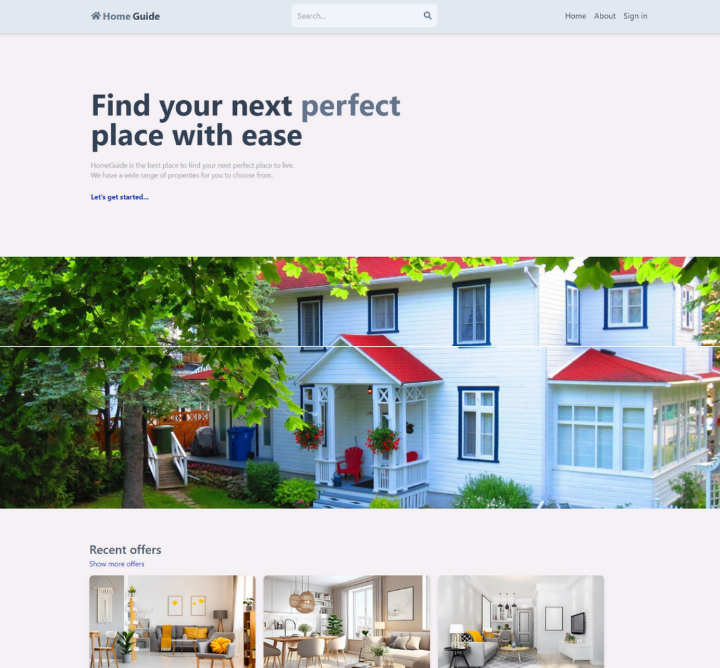 Home Guide
Search...
Home About Sign in
Find your next perfect
place with ease
HomeGuide is the best place to find your next perfect place to live.
We have a wide range of properties for you to choose from.
Let's get started...
Recent offers
Show more offers